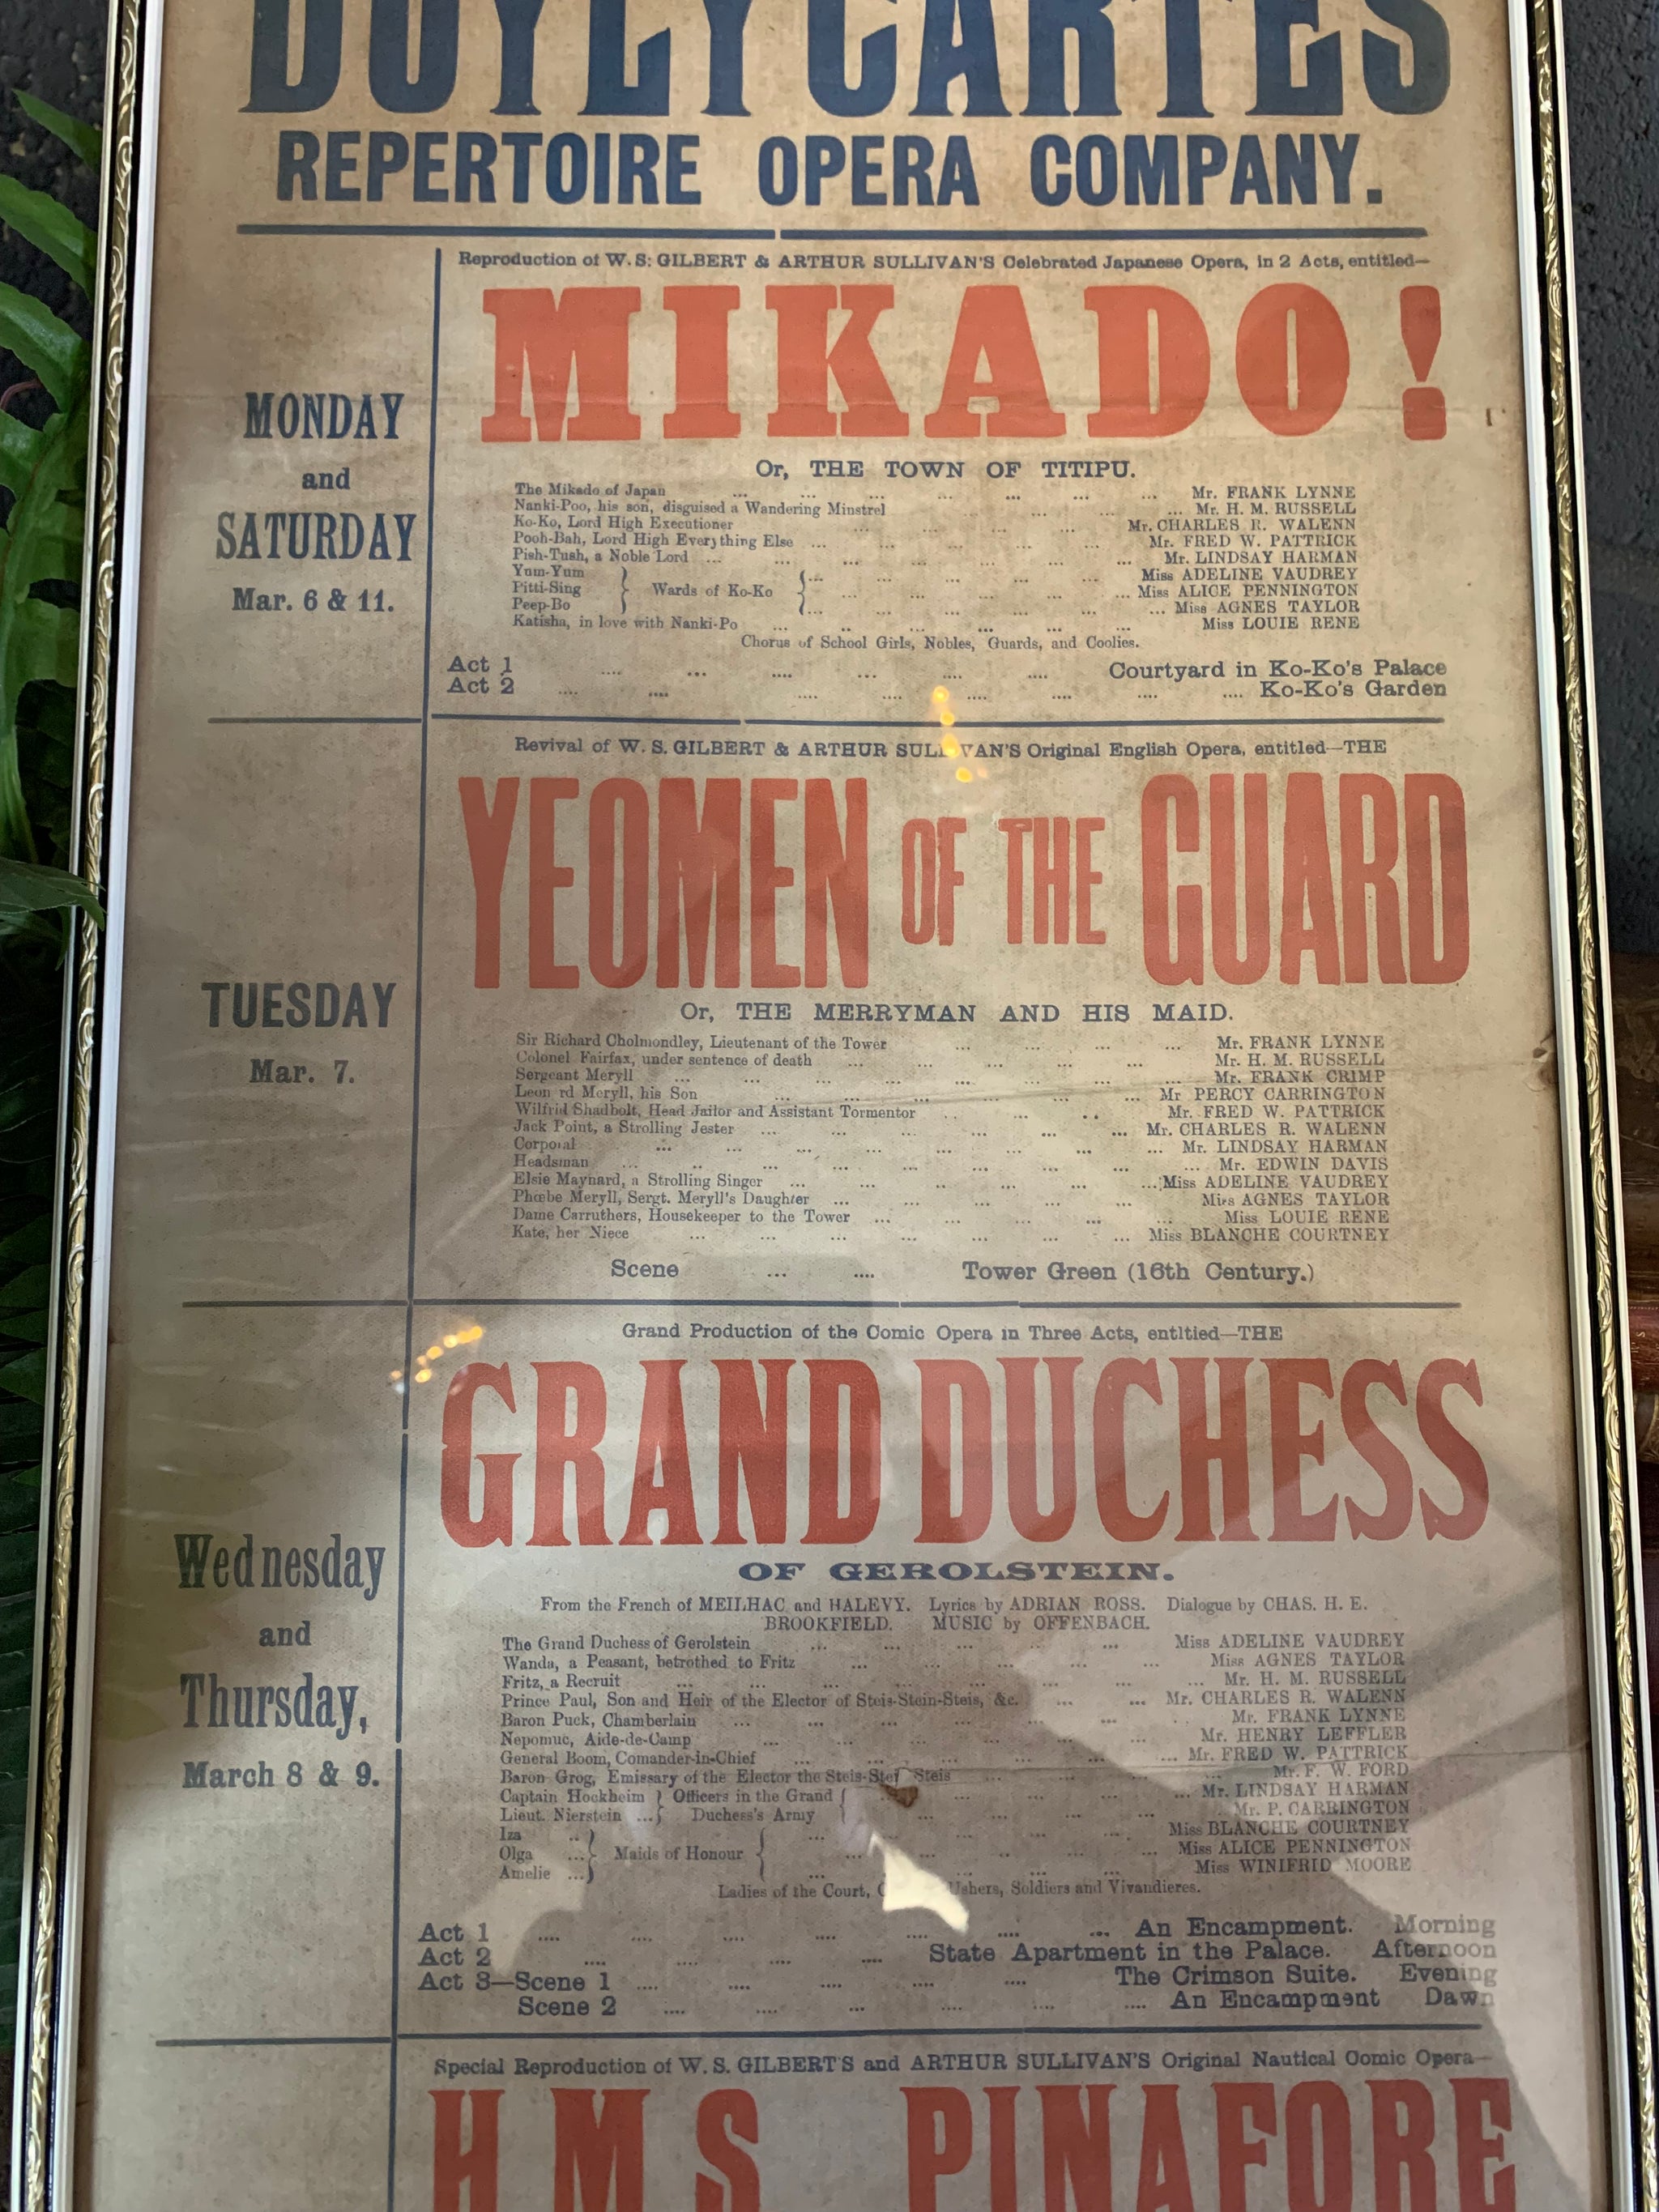 DOYLY CARTES
REPERTOIRE OPERA COMPANY.
Reproduction of W. S: GILBERT & ARTHUR SULLIVAN'S Celebrated Japanese Opera, in 2 Acts, entitled—
MIKADO!
MONDAY
and
SATURDAY
Mar. 6 & 11.
Or, THE TOWN OF TITIPU.
The Mikado of Japan ... Mr. FRANK LYNNE
Nanki-Poo, his son, disguised a Wandering Minstrel ... Mr. H. M. RUSSELL
Ko-Ko, Lord High Executioner ... Mr. CHARLES R. WALENN
Pooh-Bah, Lord High Everything Else ... Mr. FRED W. PATTRICK
Pish-Tush, a Noble Lord ... Mr. LINDSAY HARMAN
Yum-Yum ... Miss ADELINE VAUDREY
Pitti-Sing } Wards of Ko-Ko { ... Miss ALICE PENNINGTON
Peep-Bo ... Miss AGNES TAYLOR
Katisha, in love with Nanki-Po ... Miss LOUIE RENE
Chorus of School Girls, Nobles, Guards, and Coolies.
Act 1 ... Courtyard in Ko-Ko's Palace
Act 2 ... Ko-Ko's Garden
Revival of W. S. GILBERT & ARTHUR SULLIVAN'S Original English Opera, entitled—THE
YEOMEN OF THE GUARD
TUESDAY
Mar. 7.
Or, THE MERRYMAN AND HIS MAID.
Sir Richard Cholmondley, Lieutenant of the Tower ... Mr. FRANK LYNNE
Colonel Fairfax, under sentence of death ... Mr. H. M. RUSSELL
Sergeant Meryll ... Mr. FRANK CRIMP
Leon rd Meryll, his Son ... Mr PERCY CARRINGTON
Wilfrid Shadbolt, Head Jailor and Assistant Tormentor ... Mr. FRED W. PATTRICK
Jack Point, a Strolling Jester ... Mr. CHARLES R. WALENN
Corporal ... Mr. LINDSAY HARMAN
Headsman ... Mr. EDWIN DAVIS
Elsie Maynard, a Strolling Singer ... Miss ADELINE VAUDREY
Phœbe Meryll, Sergt. Meryll's Daughter ... Miss AGNES TAYLOR
Dame Carruthers, Housekeeper to the Tower ... Miss LOUIE RENE
Kate, her Niece ... Miss BLANCHE COURTNEY
Scene ... Tower Green (16th Century.)
Grand Production of the Comic Opera in Three Acts, entltied—THE
GRAND DUCHESS
OF GEROLSTEIN.
Wednesday
and
Thursday,
March 8 & 9.
From the French of MEILHAC and HALEVY. Lyrics by ADRIAN ROSS. Dialogue by CHAS. H. E.
BROOKFIELD. MUSIC by OFFENBACH.
The Grand Duchess of Gerolstein ... Miss ADELINE VAUDREY
Wanda, a Peasant, betrothed to Fritz ... Miss AGNES TAYLOR
Fritz, a Recruit ... Mr. H. M. RUSSELL
Prince Paul, Son and Heir of the Elector of Steis-Stein-Steis, &c. ... Mr. CHARLES R. WALENN
Baron Puck, Chamberlain ... Mr. FRANK LYNNE
Nepomuc, Aide-de-Camp ... Mr. HENRY LEFFLER
General Boom, Comander-in-Chief ... Mr. FRED W. PATTRICK
Baron Grog, Emissary of the Elector the Steis- Steis ... Mr. F. W. FORD
Captain Hockheim } Officers in the Grand { ... Mr. LINDSAY HARMAN
Lieut. Nierstein ...} Duchess's Army { ... Mr. P. CARRINGTON
Iza ... Miss BLANCHE COURTNEY
Olga ...} Maids of Honour { ... Miss ALICE PENNINGTON
Amelie ...} ... Miss WINIFRID MOORE
Ladies of the Court, Ushers, Soldiers and Vivandieres.
Act 1 ... An Encampment. Morning
Act 2 ... State Apartment in the Palace. Afternoon
Act 3—Scene 1 ... The Crimson Suite. Evening
Scene 2 ... An Encampment Dawn
Special Reproduction of W. S. GILBERT'S and ARTHUR SULLIVAN'S Original Nautical Comic Opera—
H M S PINAFORE